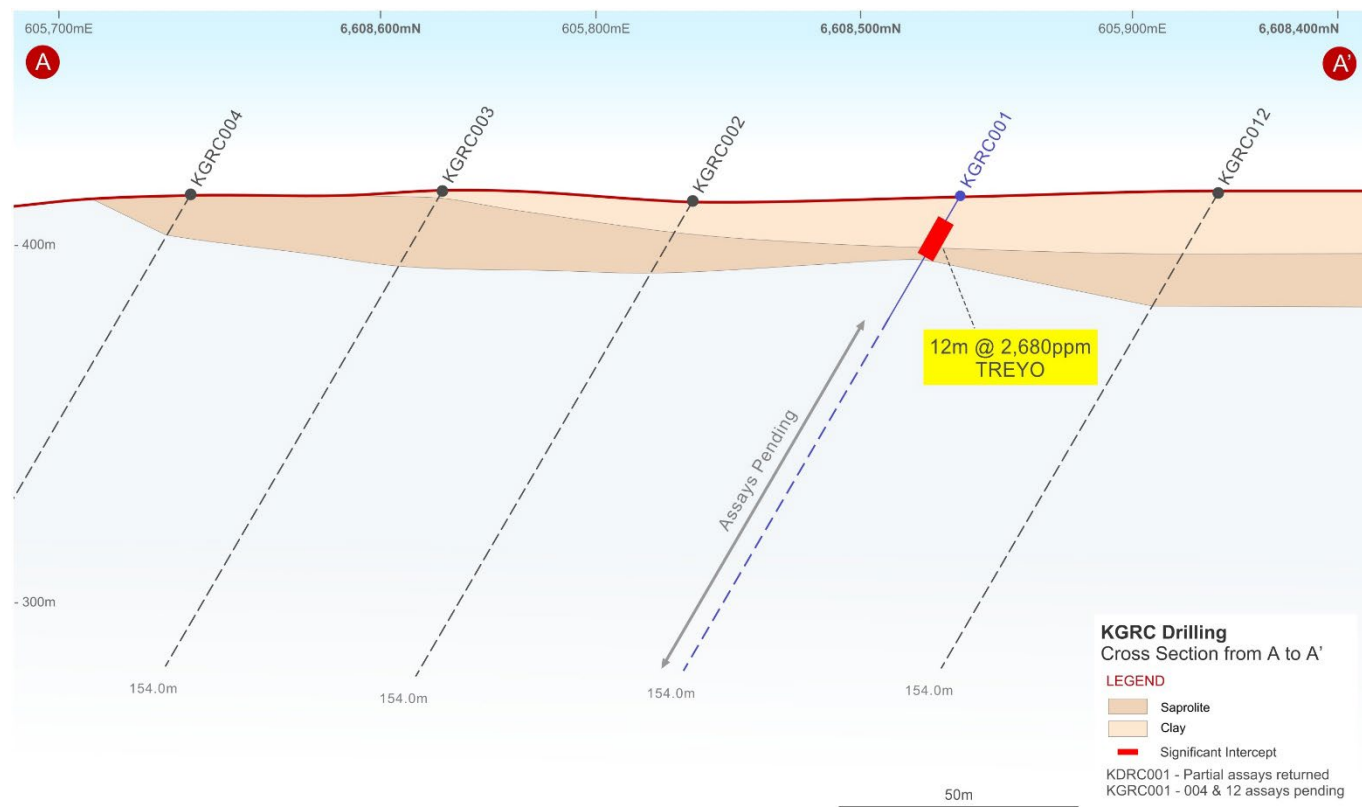 605,700mE
6,608,600mN
605,800mE
6,608,500mN
605,900mE
6,608,400mN
A
A'
KGRC004
KGRC003
KGRC002
KGRC001
KGRC012
- 400m
12m @ 2,680ppm
TREYO
Assays Pending
- 300m
154.0m
154.0m
154.0m
154.0m
KGRC Drilling
Cross Section from A to A'
LEGEND
Saprolite
Clay
Significant Intercept
KDRC001 - Partial assays returned
KGRC001 - 004 & 12 assays pending
50m